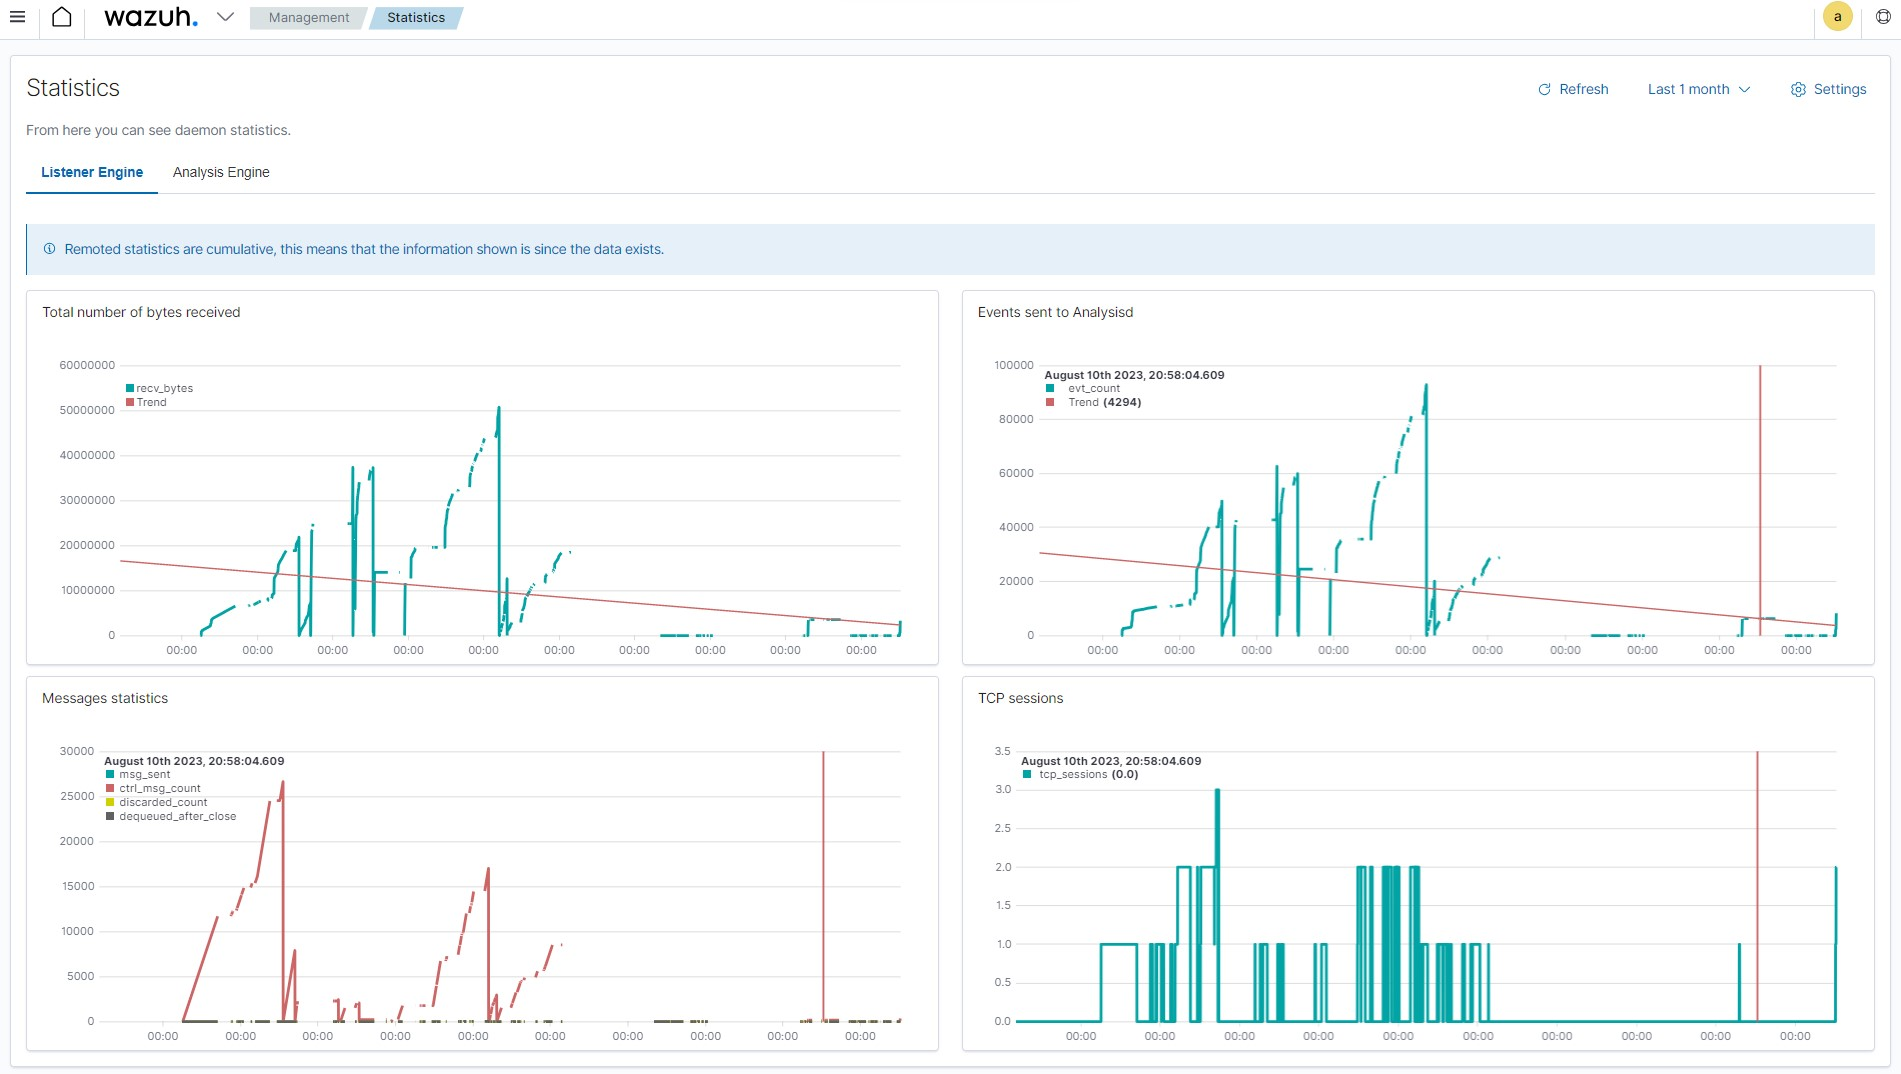 wazuh. Management Statistics a
Statistics
Refresh Last 1 month Settings
From here you can see daemon statistics.
Listener Engine Analysis Engine
Remoted statistics are cumulative, this means that the information shown is since the data exists.
Total number of bytes received
60000000
recv_bytes
Trend
50000000
40000000
30000000
20000000
10000000
0
00:00 00:00 00:00 00:00 00:00 00:00 00:00 00:00 00:00 00:00
Events sent to Analysisd
100000
August 10th 2023, 20:58:04.609
evt_count
Trend (4294)
80000
60000
40000
20000
0
00:00 00:00 00:00 00:00 00:00 00:00 00:00 00:00 00:00 00:00
Messages statistics
30000
August 10th 2023, 20:58:04.609
msg_sent
ctrl_msg_count
25000
discarded_count
dequeued_after_close
20000
15000
10000
5000
0
00:00 00:00 00:00 00:00 00:00 00:00 00:00 00:00 00:00 00:00
TCP sessions
3.5
August 10th 2023, 20:58:04.609
tcp_sessions (0.0)
3.0
2.5
2.0
1.5
1.0
0.5
0.0
00:00 00:00 00:00 00:00 00:00 00:00 00:00 00:00 00:00 00:00